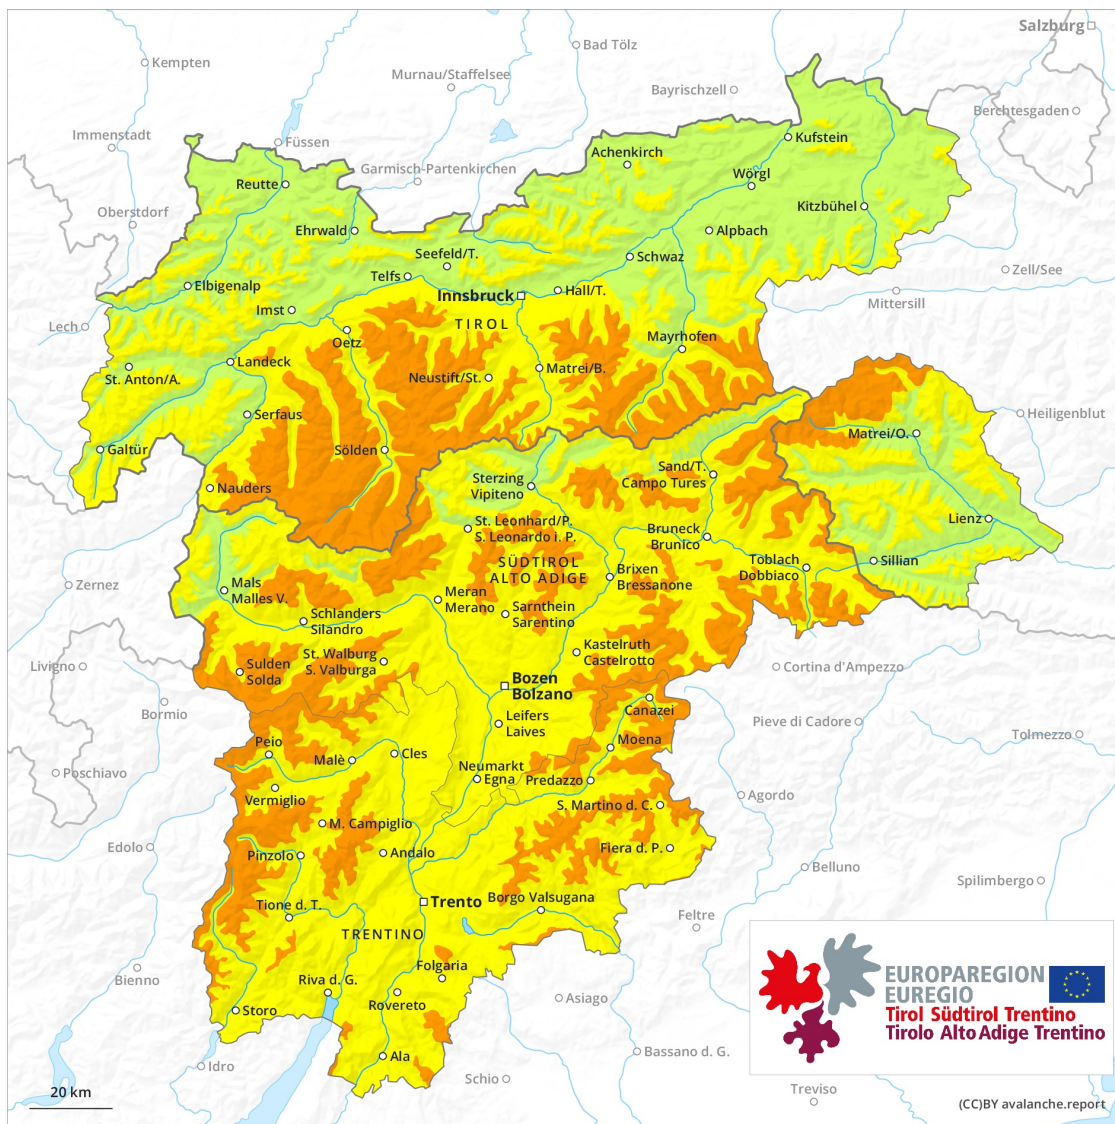 Salzburg
Bad Tölz
Kempten
Murnau/Staffelsee
Bayrischzell
Berchtesgaden
Immenstadt
Füssen
Kufstein
Achenkirch
Garmisch-Partenkirchen
Wörgl
Reutte
Kitzbühel
Oberstdorf
Ehrwald
Alpbach
Seefeld/T.
Schwaz
Telfs
Zell/See
Elbigenalp
Innsbruck
Hall/T.
Mittersill
Imst
TIROL
Lech
Oetz
Mayrhofen
Landeck
Matrei/B.
St. Anton/A.
Neustift/St.
Serfaus
Heiligenblut
Matrei/O.
Galtür
Sölden
Sand/T.
Campo Tures
Sterzing
Vipiteno
Nauders
Lienz
St. Leonhard/P.
S. Leonardo i. P.
Bruneck
Brunico
SÜDTIROL
ALTO ADIGE
Toblach
Dobbiaco
Sillian
Brixen
Bressanone
Zernez
Mals
Malles V.
Meran
Merano
Sarnthein
Sarentino
Schlanders
Silandro
Kastelruth
Castelrotto
St. Walburg
S. Valburga
Livigno
Sulden
Solda
Cortina d'Ampezzo
Bozen
Bolzano
Bormio
Canazei
Leifers
Laives
Pieve di Cadore
Tolmezzo
Peio
Moena
Malè
Cles
Neumarkt
Egna
Predazzo
Poschiavo
Vermiglio
Agordo
S. Martino d. C.
M. Campiglio
Edolo
Pinzolo
Andalo
Fiera d. P.
Belluno
Spilimbergo
Trento
Borgo Valsugana
Tione d. T.
Feltre
TRENTINO
Folgaria
Bienno
Riva d. G.
Rovereto
Asiago
Storo
Ala
Bassano d. G.
Idro
Schio
Treviso
EUROPAREGION
EUREGIO
Tirol Südtirol Trentino
Tirolo Alto Adige Trentino
20 km
(CC)BY avalanche.report